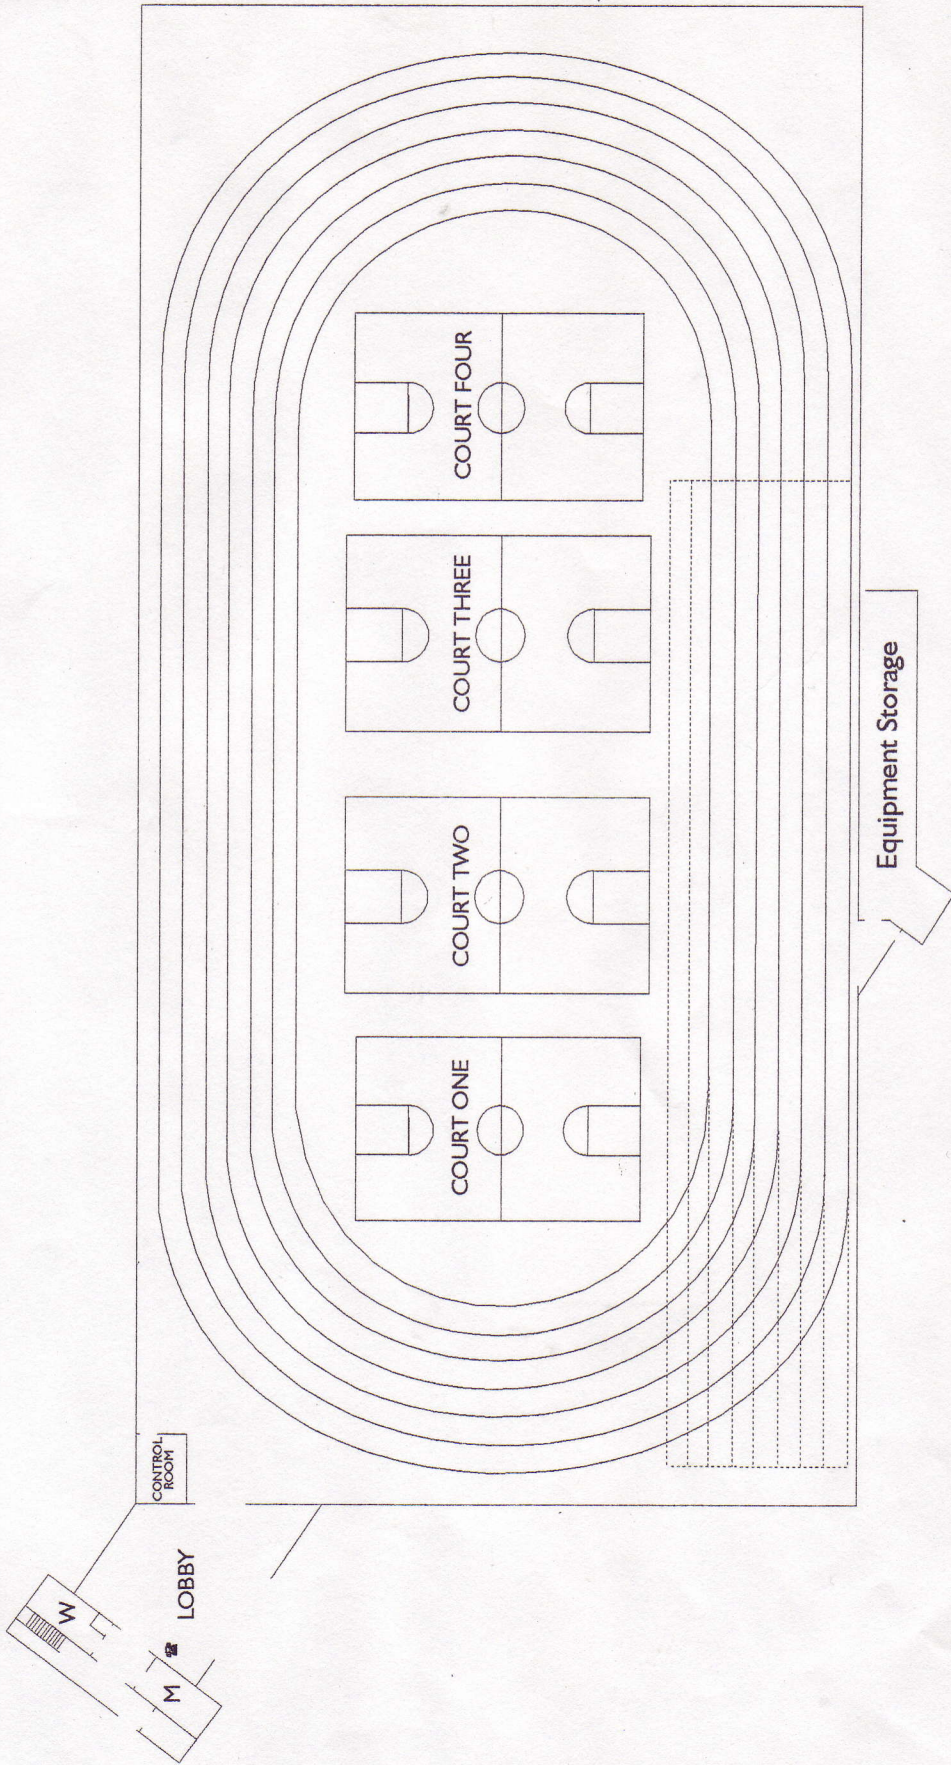 COURT FOUR
COURT THREE
COURT TWO
COURT ONE
Equipment Storage
CONTROL
ROOM
LOBBY
W
M